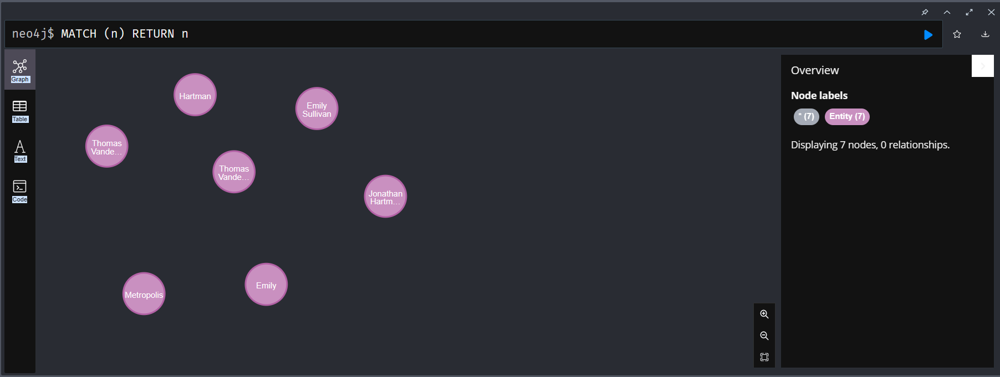 neo4j$ MATCH (n) RETURN n
Graph
Table
Text
Code
Hartman
Emily
Sullivan
Thomas
Vande...
Thomas
Vande...
Jonathan
Hartm...
Metropolis
Emily
Overview
Node labels
* (7) Entity (7)
Displaying 7 nodes, 0 relationships.